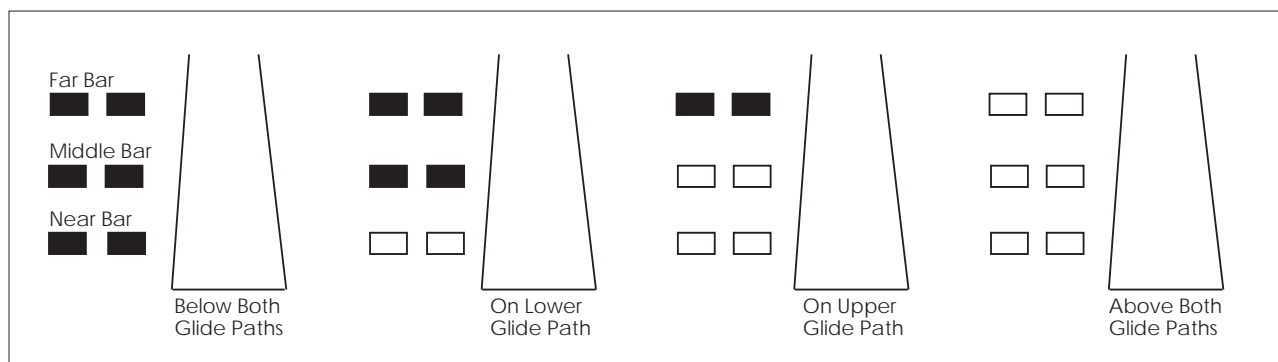 Far Bar
Middle Bar
Near Bar
Below Both
Glide Paths
On Lower
Glide Path
On Upper
Glide Path
Above Both
Glide Paths